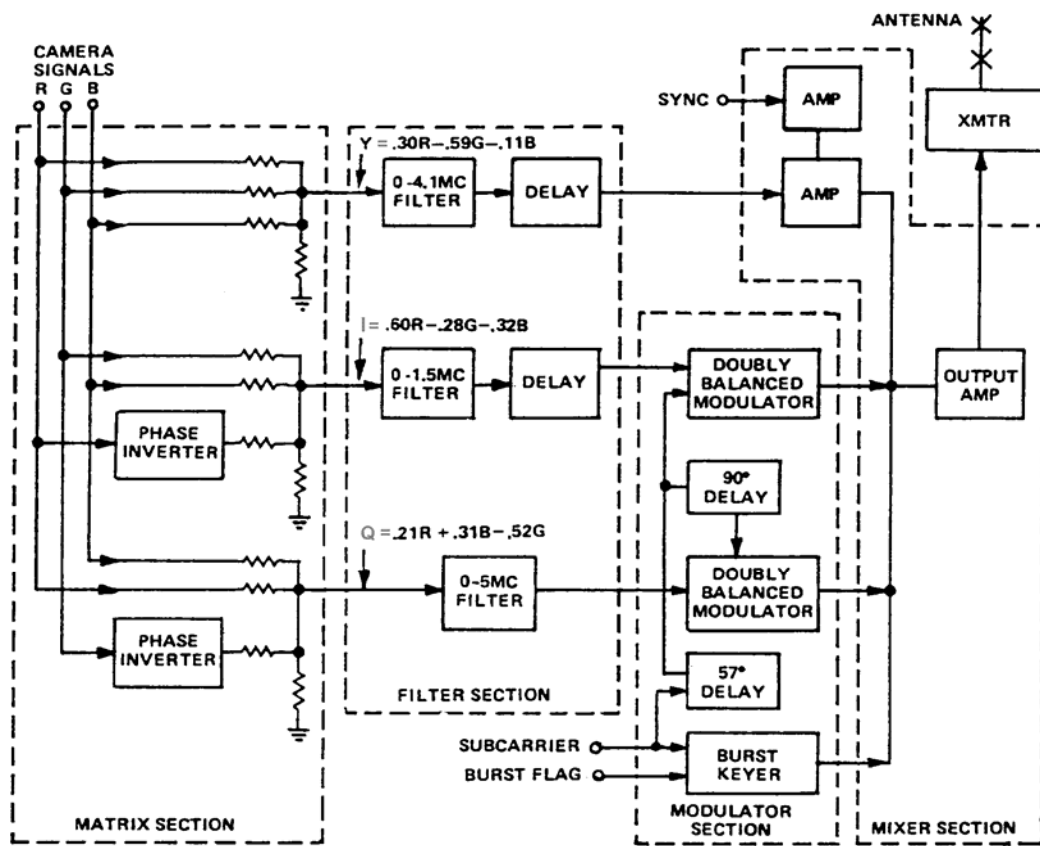 CAMERA
SIGNALS
R G B
ANTENNA
XMTR
SYNC
AMP
AMP
Y = .30R-.59G-.11B
0-4.1MC
FILTER
DELAY
I = .60R-.28G-.32B
0-1.5MC
FILTER
DELAY
DOUBLY
BALANCED
MODULATOR
OUTPUT
AMP
PHASE
INVERTER
90°
DELAY
Q = .21R + .31B-.52G
0-5MC
FILTER
DOUBLY
BALANCED
MODULATOR
PHASE
INVERTER
57°
DELAY
FILTER SECTION
SUBCARRIER
BURST FLAG
BURST
KEYER
MATRIX SECTION
MODULATOR
SECTION
MIXER SECTION